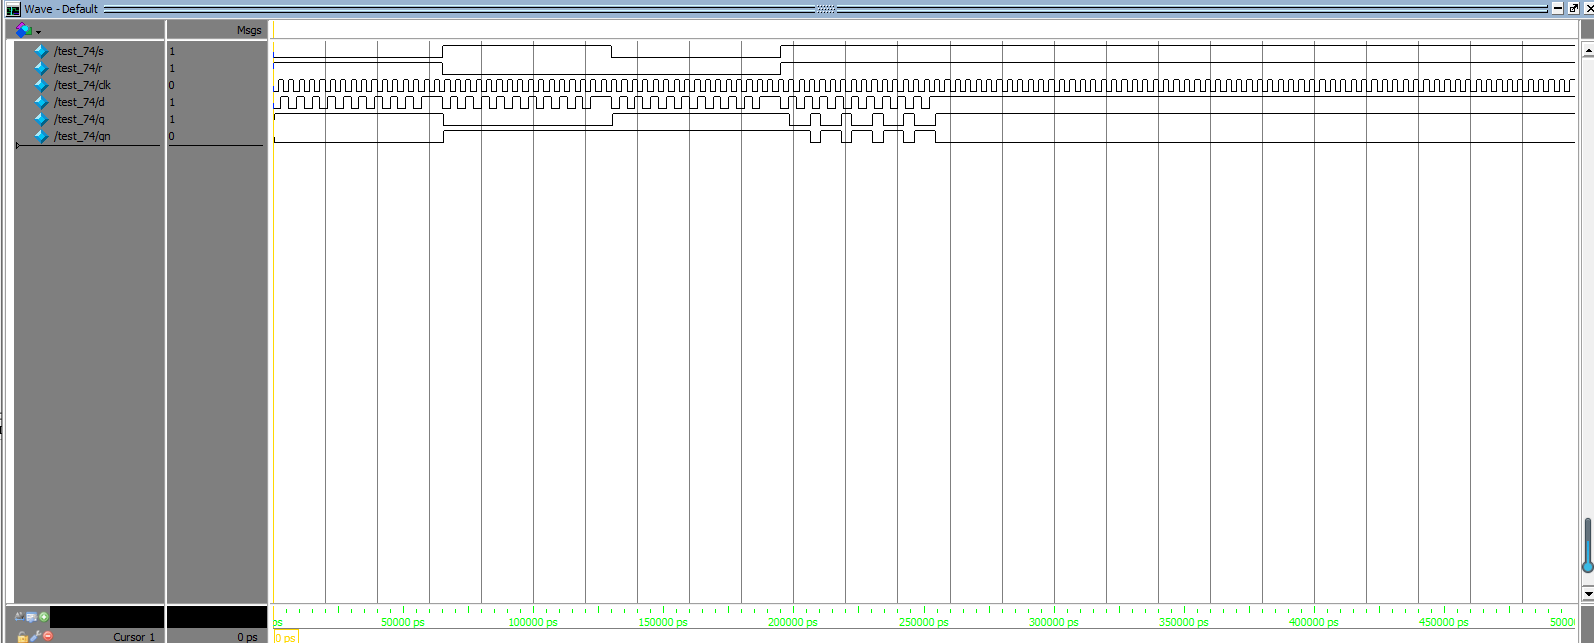 Wave - Default
Msgs
/test_74/s 1
/test_74/r 1
/test_74/clk 0
/test_74/d 1
/test_74/q 1
/test_74/qn 0
ps 50000 ps 100000 ps 150000 ps 200000 ps 250000 ps 300000 ps 350000 ps 400000 ps 450000 ps 5000
Cursor 1 0 ps 0 ps